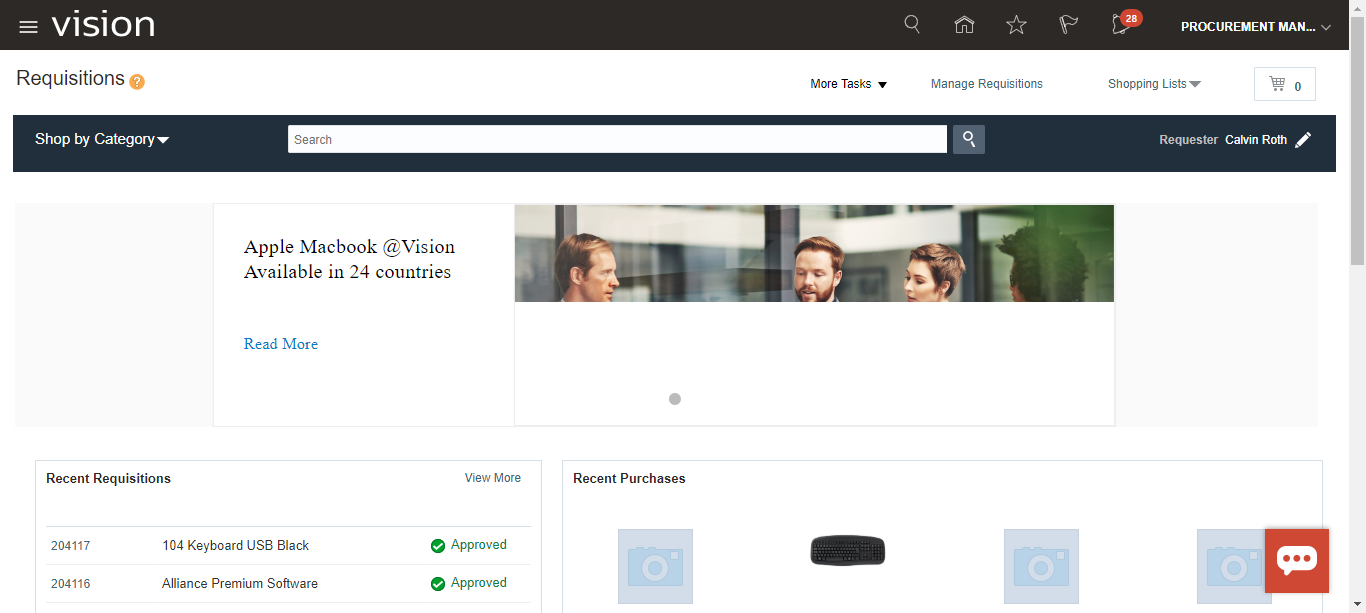 vision
28
PROCUREMENT MAN...
Requisitions ?
More Tasks
Manage Requisitions
Shopping Lists
0
Shop by Category
Search
Requester Calvin Roth
Apple Macbook @Vision
Available in 24 countries
Read More
Recent Requisitions
View More
204117 104 Keyboard USB Black Approved
204116 Alliance Premium Software Approved
Recent Purchases